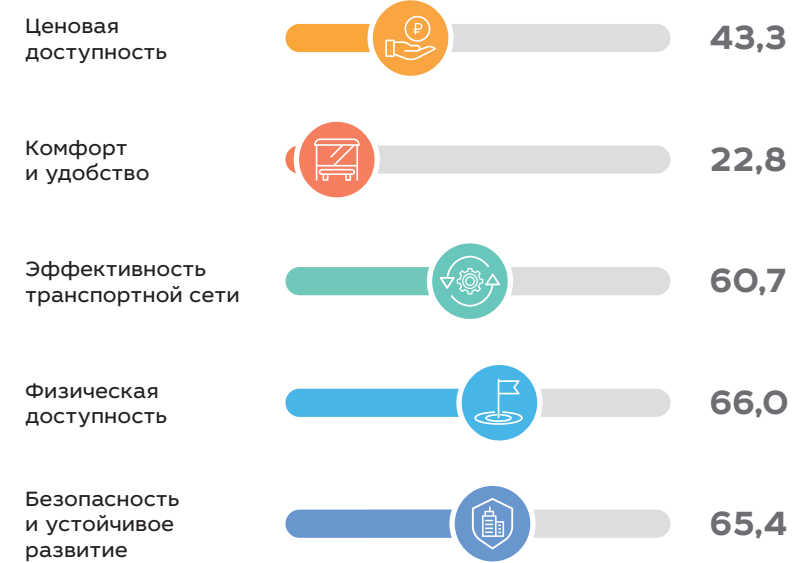 Ценовая
доступность
43,3
Комфорт
и удобство
22,8
Эффективность
транспортной сети
60,7
Физическая
доступность
66,0
Безопасность
и устойчивое
развитие
65,4